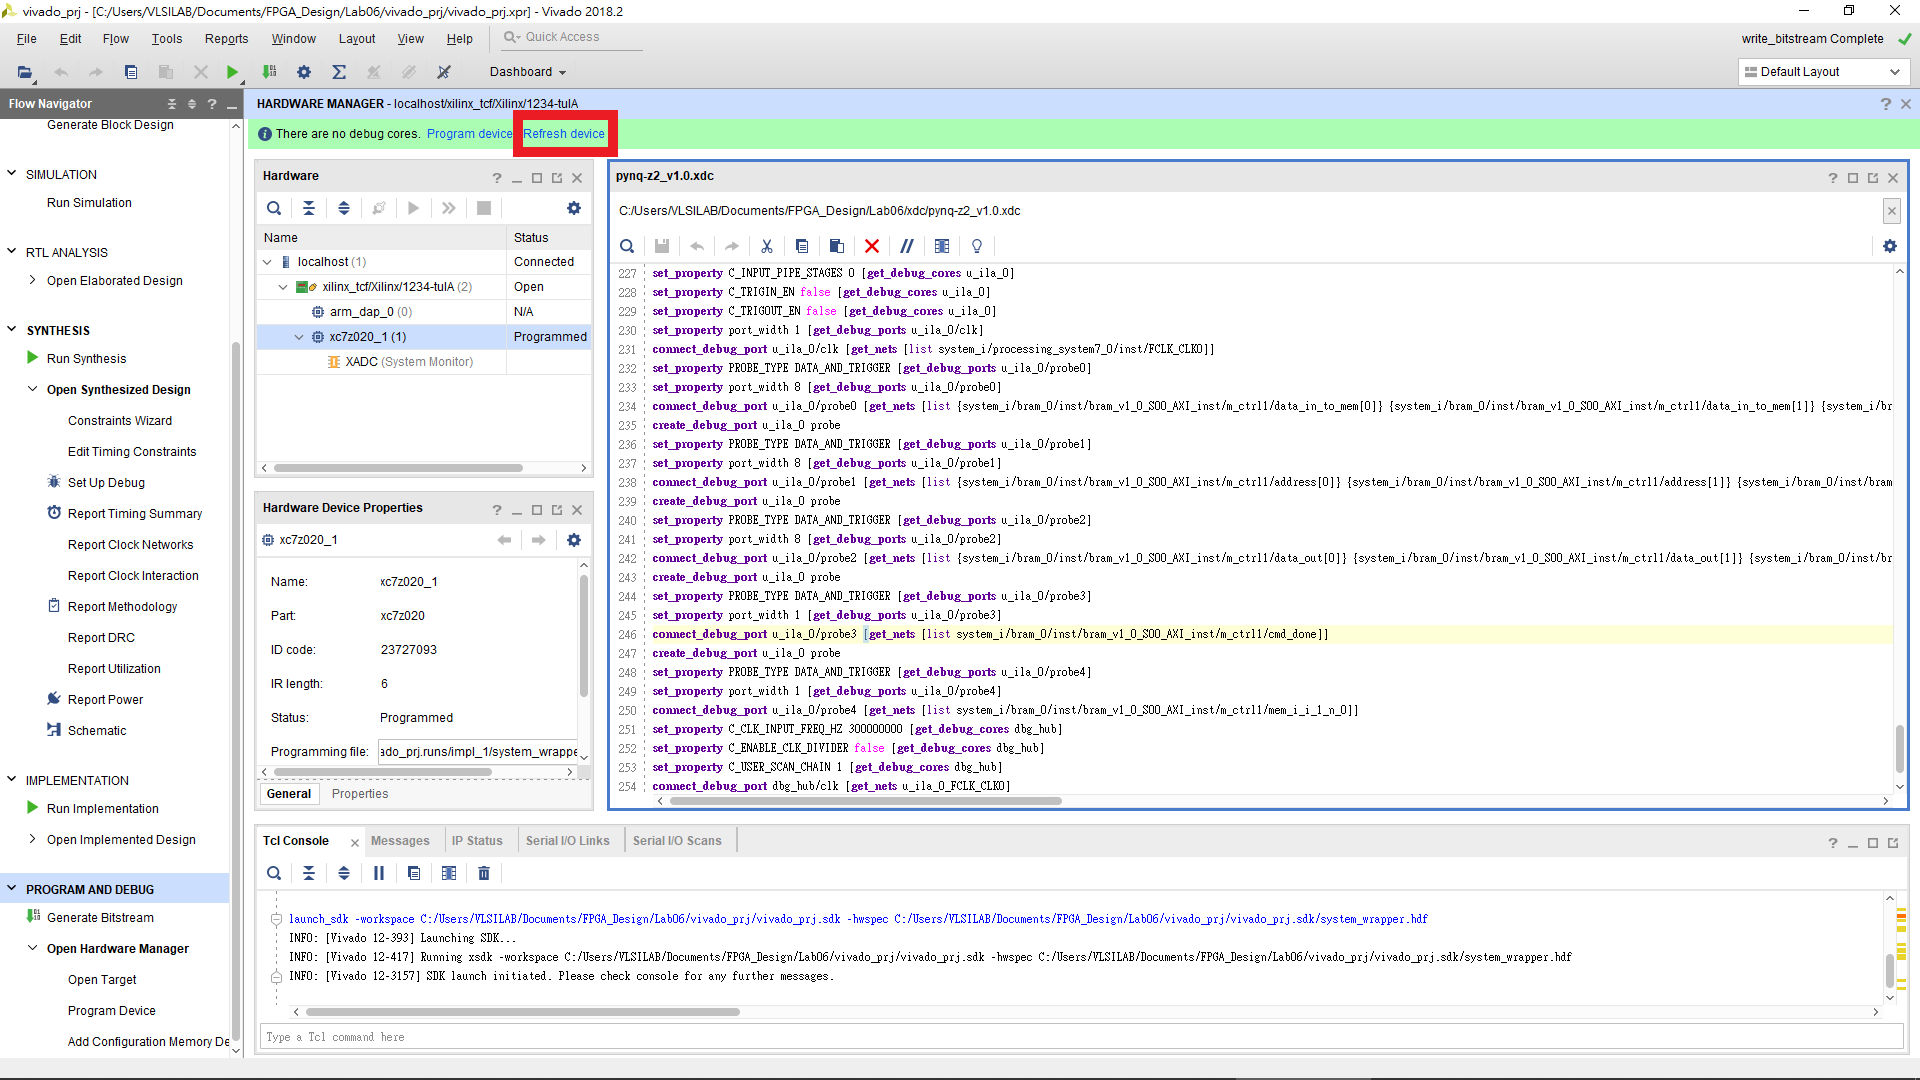 vivado_prj - [C:/Users/VLSILAB/Documents/FPGA_Design/Lab06/vivado_prj/vivado_prj.xpr] - Vivado 2018.2
File Edit Flow Tools Reports Window Layout View Help Quick Access
write_bitstream Complete
Dashboard
Default Layout
Flow Navigator
Generate Block Design
SIMULATION
Run Simulation
RTL ANALYSIS
Open Elaborated Design
SYNTHESIS
Run Synthesis
Open Synthesized Design
Constraints Wizard
Edit Timing Constraints
Set Up Debug
Report Timing Summary
Report Clock Networks
Report Clock Interaction
Report Methodology
Report DRC
Report Utilization
Report Power
Schematic
IMPLEMENTATION
Run Implementation
Open Implemented Design
PROGRAM AND DEBUG
Generate Bitstream
Open Hardware Manager
Open Target
Program Device
Add Configuration Memory De
HARDWARE MANAGER - localhost/xilinx_tcf/Xilinx/1234-tulA
There are no debug cores. Program device Refresh device
Hardware
Name Status
localhost (1) Connected
xilinx_tcf/Xilinx/1234-tulA (2) Open
arm_dap_0 (0) N/A
xc7z020_1 (1) Programmed
XADC (System Monitor)
Hardware Device Properties
xc7z020_1
Name: xc7z020_1
Part: xc7z020
ID code: 23727093
IR length: 6
Status: Programmed
Programming file: ado_prj.runs/impl_1/system_wrappe
General Properties
pynq-z2_v1.0.xdc
C:/Users/VLSILAB/Documents/FPGA_Design/Lab06/xdc/pynq-z2_v1.0.xdc
227 set_property C_INPUT_PIPE_STAGES 0 [get_debug_cores u_ila_0]
228 set_property C_TRIGIN_EN false [get_debug_cores u_ila_0]
229 set_property C_TRIGOUT_EN false [get_debug_cores u_ila_0]
230 set_property port_width 1 [get_debug_ports u_ila_0/clk]
231 connect_debug_port u_ila_0/clk [get_nets [list system_i/processing_system7_0/inst/FCLK_CLK0]]
232 set_property PROBE_TYPE DATA_AND_TRIGGER [get_debug_ports u_ila_0/probe0]
233 set_property port_width 8 [get_debug_ports u_ila_0/probe0]
234 connect_debug_port u_ila_0/probe0 [get_nets [list {system_i/bram_0/inst/bram_v1_0_S00_AXI_inst/m_ctrl1/data_in_to_mem[0]} {system_i/bram_0/inst/bram_v1_0_S00_AXI_inst/m_ctrl1/data_in_to_mem[1]} {system_i/br
235 create_debug_port u_ila_0 probe
236 set_property PROBE_TYPE DATA_AND_TRIGGER [get_debug_ports u_ila_0/probe1]
237 set_property port_width 8 [get_debug_ports u_ila_0/probe1]
238 connect_debug_port u_ila_0/probe1 [get_nets [list {system_i/bram_0/inst/bram_v1_0_S00_AXI_inst/m_ctrl1/address[0]} {system_i/bram_0/inst/bram_v1_0_S00_AXI_inst/m_ctrl1/address[1]} {system_i/bram_0/inst/bram
239 create_debug_port u_ila_0 probe
240 set_property PROBE_TYPE DATA_AND_TRIGGER [get_debug_ports u_ila_0/probe2]
241 set_property port_width 8 [get_debug_ports u_ila_0/probe2]
242 connect_debug_port u_ila_0/probe2 [get_nets [list {system_i/bram_0/inst/bram_v1_0_S00_AXI_inst/m_ctrl1/data_out[0]} {system_i/bram_0/inst/bram_v1_0_S00_AXI_inst/m_ctrl1/data_out[1]} {system_i/bram_0/inst/br
243 create_debug_port u_ila_0 probe
244 set_property PROBE_TYPE DATA_AND_TRIGGER [get_debug_ports u_ila_0/probe3]
245 set_property port_width 1 [get_debug_ports u_ila_0/probe3]
246 connect_debug_port u_ila_0/probe3 [get_nets [list system_i/bram_0/inst/bram_v1_0_S00_AXI_inst/m_ctrl1/cmd_done]]
247 create_debug_port u_ila_0 probe
248 set_property PROBE_TYPE DATA_AND_TRIGGER [get_debug_ports u_ila_0/probe4]
249 set_property port_width 1 [get_debug_ports u_ila_0/probe4]
250 connect_debug_port u_ila_0/probe4 [get_nets [list system_i/bram_0/inst/bram_v1_0_S00_AXI_inst/m_ctrl1/mem_i_i_1_n_0]]
251 set_property C_CLK_INPUT_FREQ_HZ 300000000 [get_debug_cores dbg_hub]
252 set_property C_ENABLE_CLK_DIVIDER false [get_debug_cores dbg_hub]
253 set_property C_USER_SCAN_CHAIN 1 [get_debug_cores dbg_hub]
254 connect_debug_port dbg_hub/clk [get_nets u_ila_0_FCLK_CLK0]
Tcl Console Messages IP Status Serial I/O Links Serial I/O Scans
launch_sdk -workspace C:/Users/VLSILAB/Documents/FPGA_Design/Lab06/vivado_prj/vivado_prj.sdk -hwspec C:/Users/VLSILAB/Documents/FPGA_Design/Lab06/vivado_prj/vivado_prj.sdk/system_wrapper.hdf
INFO: [Vivado 12-393] Launching SDK...
INFO: [Vivado 12-417] Running xsdk -workspace C:/Users/VLSILAB/Documents/FPGA_Design/Lab06/vivado_prj/vivado_prj.sdk -hwspec C:/Users/VLSILAB/Documents/FPGA_Design/Lab06/vivado_prj/vivado_prj.sdk/system_wrapper.hdf
INFO: [Vivado 12-3157] SDK launch initiated. Please check console for any further messages.
Type a Tcl command here